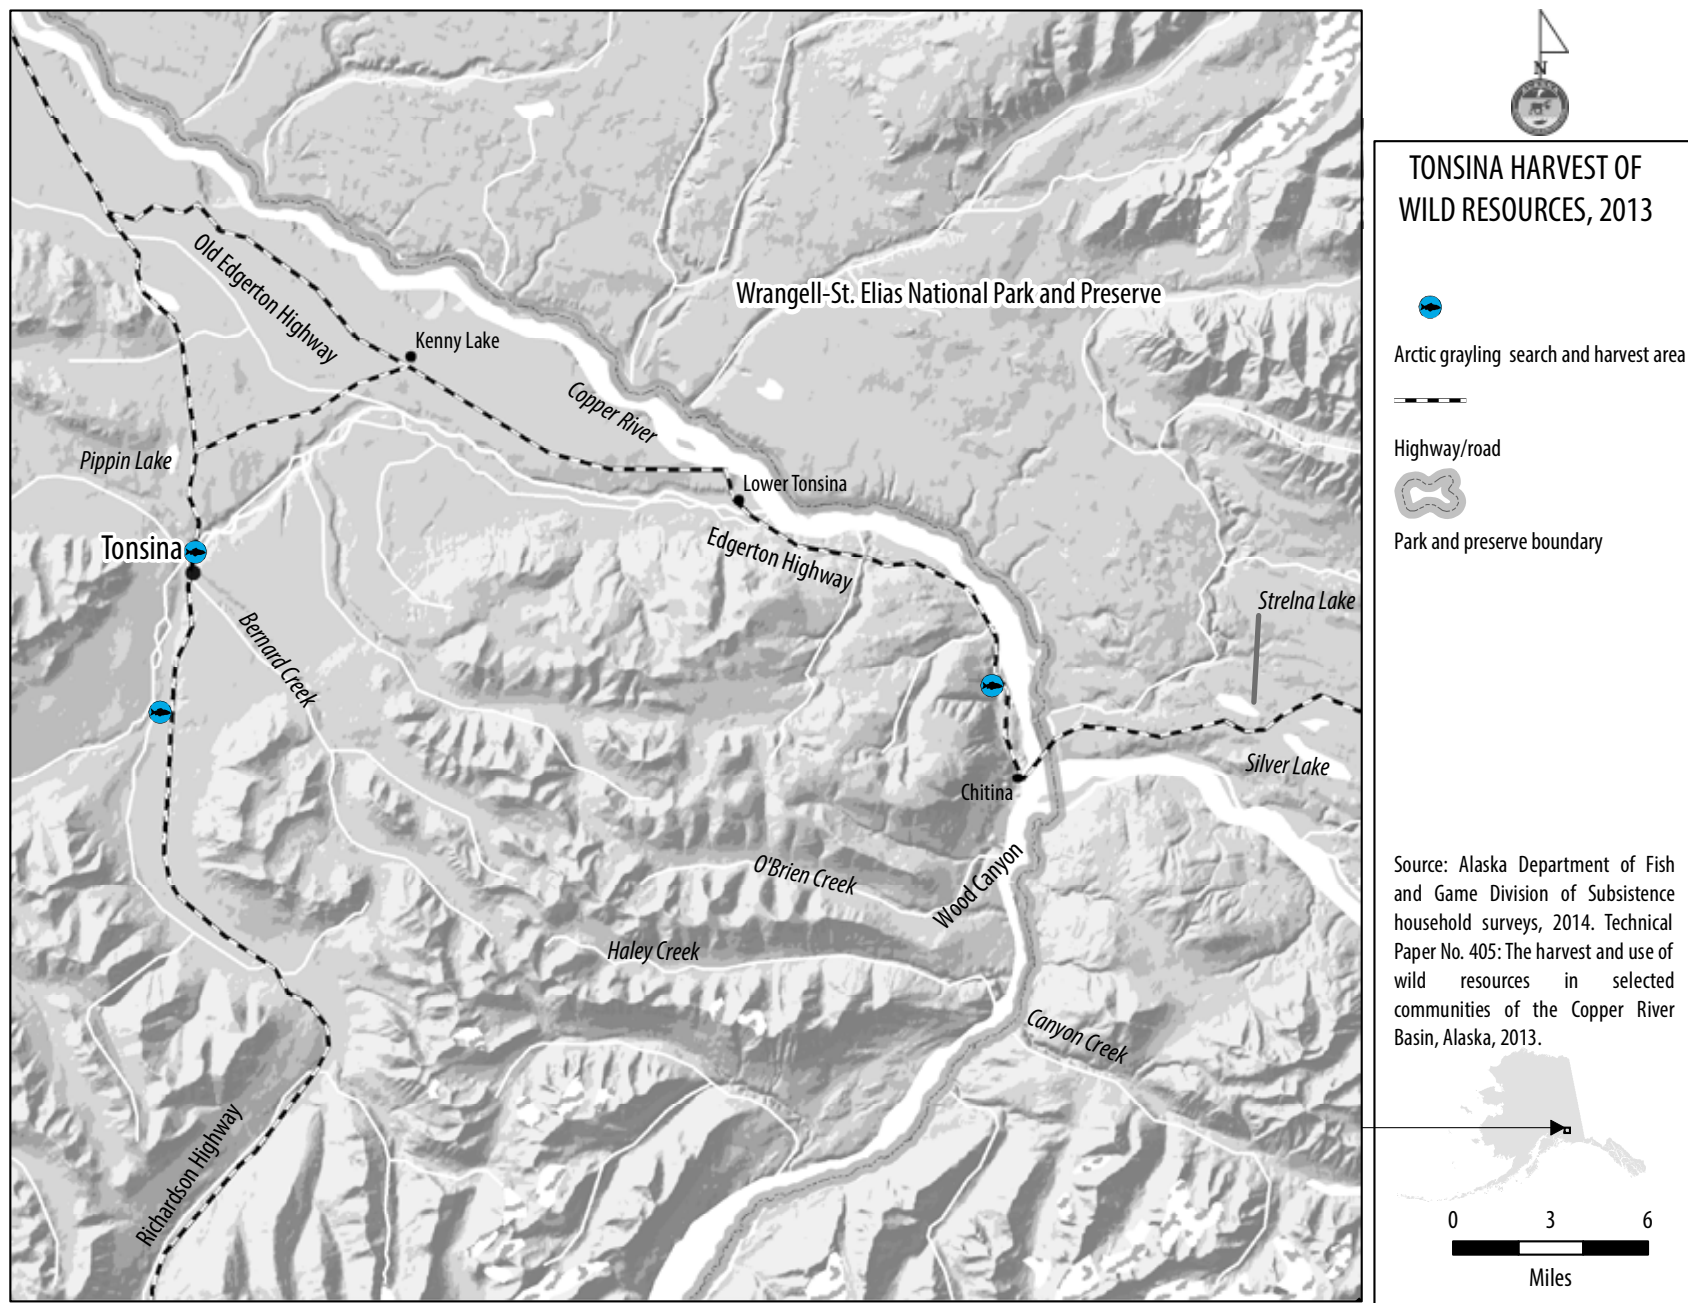 N
TONSINA HARVEST OF
WILD RESOURCES, 2013
Arctic grayling search and harvest area
Highway/road
Park and preserve boundary
Source: Alaska Department of Fish
and Game Division of Subsistence
household surveys, 2014. Technical
Paper No. 405: The harvest and use of
wild resources in selected
communities of the Copper River
Basin, Alaska, 2013.
0 3 6
Miles
Old Edgerton Highway
Wrangell-St. Elias National Park and Preserve
Kenny Lake
Copper River
Pippin Lake
Lower Tonsina
Tonsina
Edgerton Highway
Strelna Lake
Bernard Creek
Silver Lake
Chitina
O'Brien Creek
Wood Canyon
Haley Creek
Canyon Creek
Richardson Highway